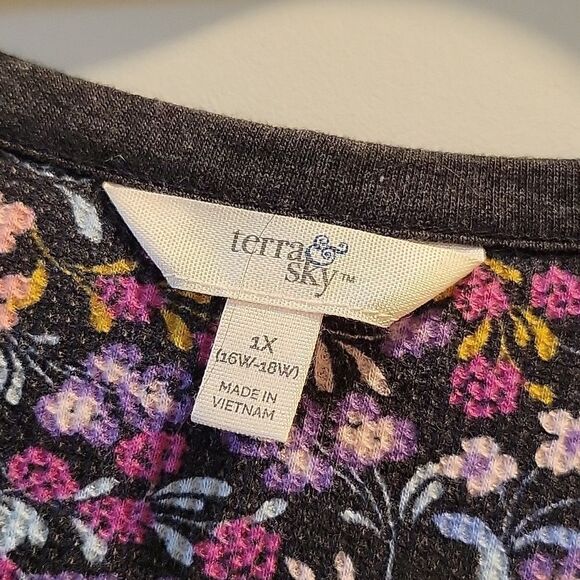 terra &
sky™
1X
(16W-18W)
MADE IN
VIETNAM